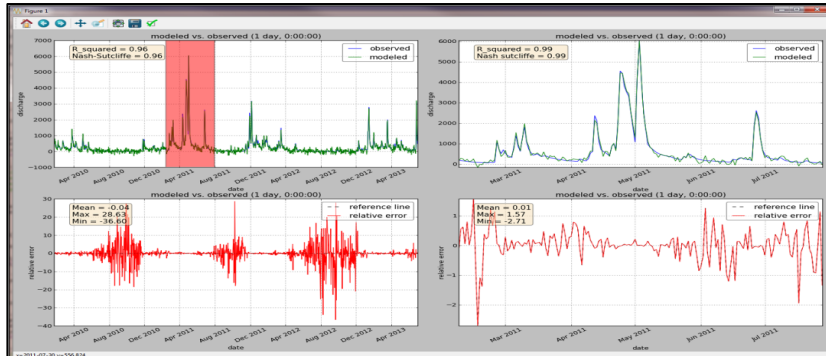 Figure 1
modeled vs. observed (1 day, 0:00:00)
R_squared = 0.96
Nash-Sutcliffe = 0.96
observed
modeled
7000
6000
5000
4000
3000
2000
1000
0
−1000
discharge
Apr 2010
Aug 2010
Dec 2010
Apr 2011
Aug 2011
Dec 2011
Apr 2012
Aug 2012
Dec 2012
Apr 2013
date
modeled vs. observed (1 day, 0:00:00)
R_squared = 0.99
Nash sutcliffe = 0.99
observed
modeled
6000
5000
4000
3000
2000
1000
0
discharge
Mar 2011
Apr 2011
May 2011
Jun 2011
Jul 2011
date
modeled vs. observed (1 day, 0:00:00)
Mean = -0.04
Max = 28.63
Min = -36.60
reference line
relative error
30
20
10
0
−10
−20
−30
−40
relative error
Apr 2010
Aug 2010
Dec 2010
Apr 2011
Aug 2011
Dec 2011
Apr 2012
Aug 2012
Dec 2012
Apr 2013
date
modeled vs. observed (1 day, 0:00:00)
Mean = 0.01
Max = 1.57
Min = -2.71
reference line
relative error
1
0
−1
−2
relative error
Mar 2011
Apr 2011
May 2011
Jun 2011
Jul 2011
date
x=2011-07-30 y=556.824